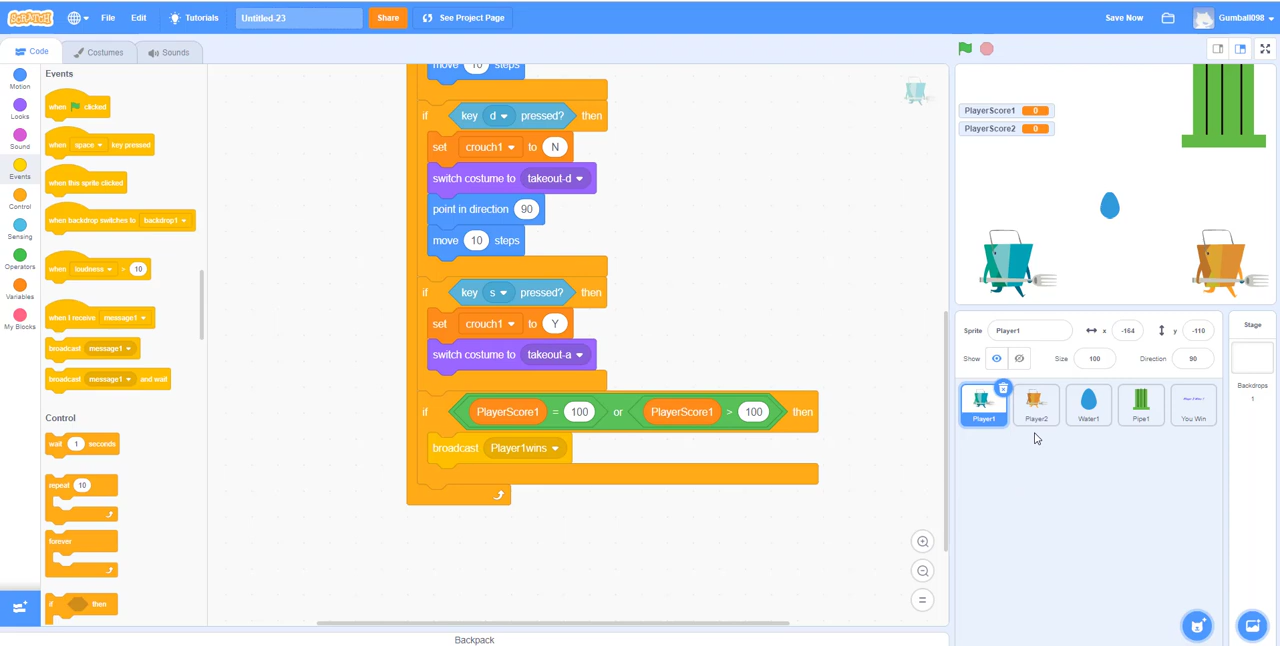 SCRATCH File Edit Tutorials Untitled-23 Share See Project Page Save Now Gumball098
Code Costumes Sounds
Motion
Looks
Sound
Events
Control
Sensing
Operators
Variables
My Blocks
Events
when clicked
when space key pressed
when this sprite clicked
when backdrop switches to backdrop1
when loudness > 10
when I receive message1
broadcast message1
broadcast message1 and wait
Control
wait 1 seconds
repeat 10
forever
if then
move 10 steps
if key d pressed? then
set crouch1 to N
switch costume to takeout-d
point in direction 90
move 10 steps
if key s pressed? then
set crouch1 to Y
switch costume to takeout-a
if PlayerScore1 = 100 or PlayerScore1 > 100 then
broadcast Player1wins
Backpack
PlayerScore1 0
PlayerScore2 0
Sprite Player1 x -164 y -110
Show Size 100 Direction 90
Player1 Player2 Water1 Pipe1 You Win
Stage
Backdrops
1